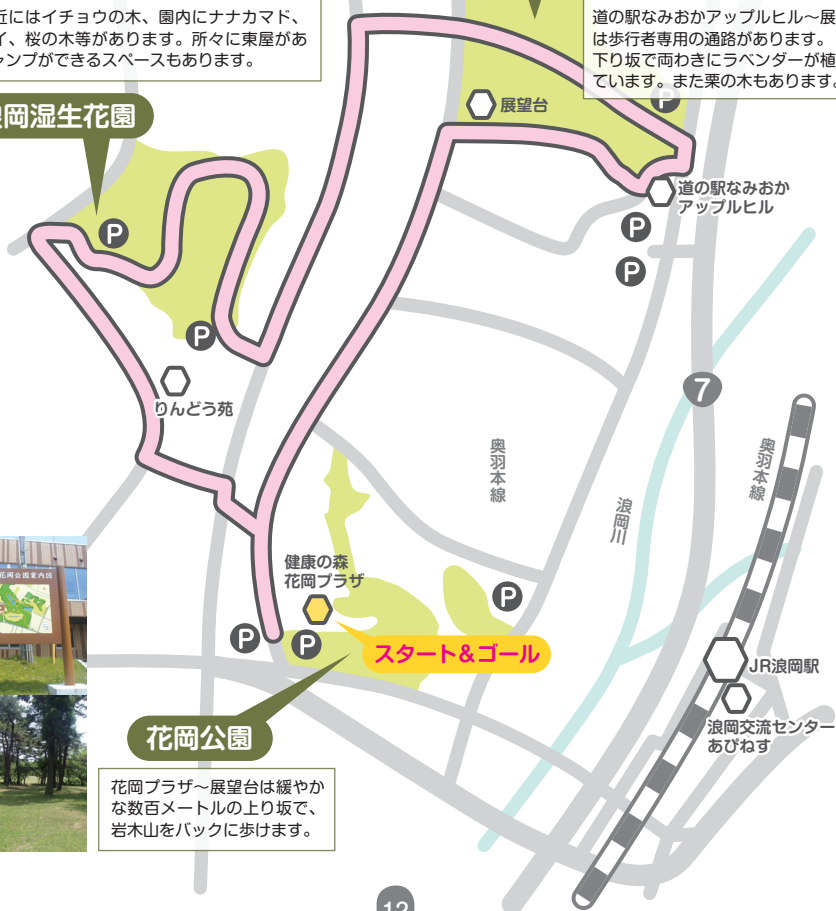 近にはイチョウの木、園内にナナカマド、
イ、桜の木等があります。所々に東屋があ
ャンプができるスペースもあります。
道の駅なみおかアップルヒル～展
は歩行者専用の通路があります。
下り坂で両わきにラベンダーが植
ています。また栗の木もあります。
岡湿生花園
展望台
P
道の駅なみおか
アップルヒル
P
P
P
P
りんどう苑
7
奥羽本線
奥羽本線
浪岡川
花岡公園案内図
健康の森
花岡プラザ
P
P
P
スタート&ゴール
JR浪岡駅
浪岡交流センター
あぴねす
花岡公園
花岡プラザ～展望台は緩やか
な数百メートルの上り坂で、
岩木山をバックに歩けます。
12